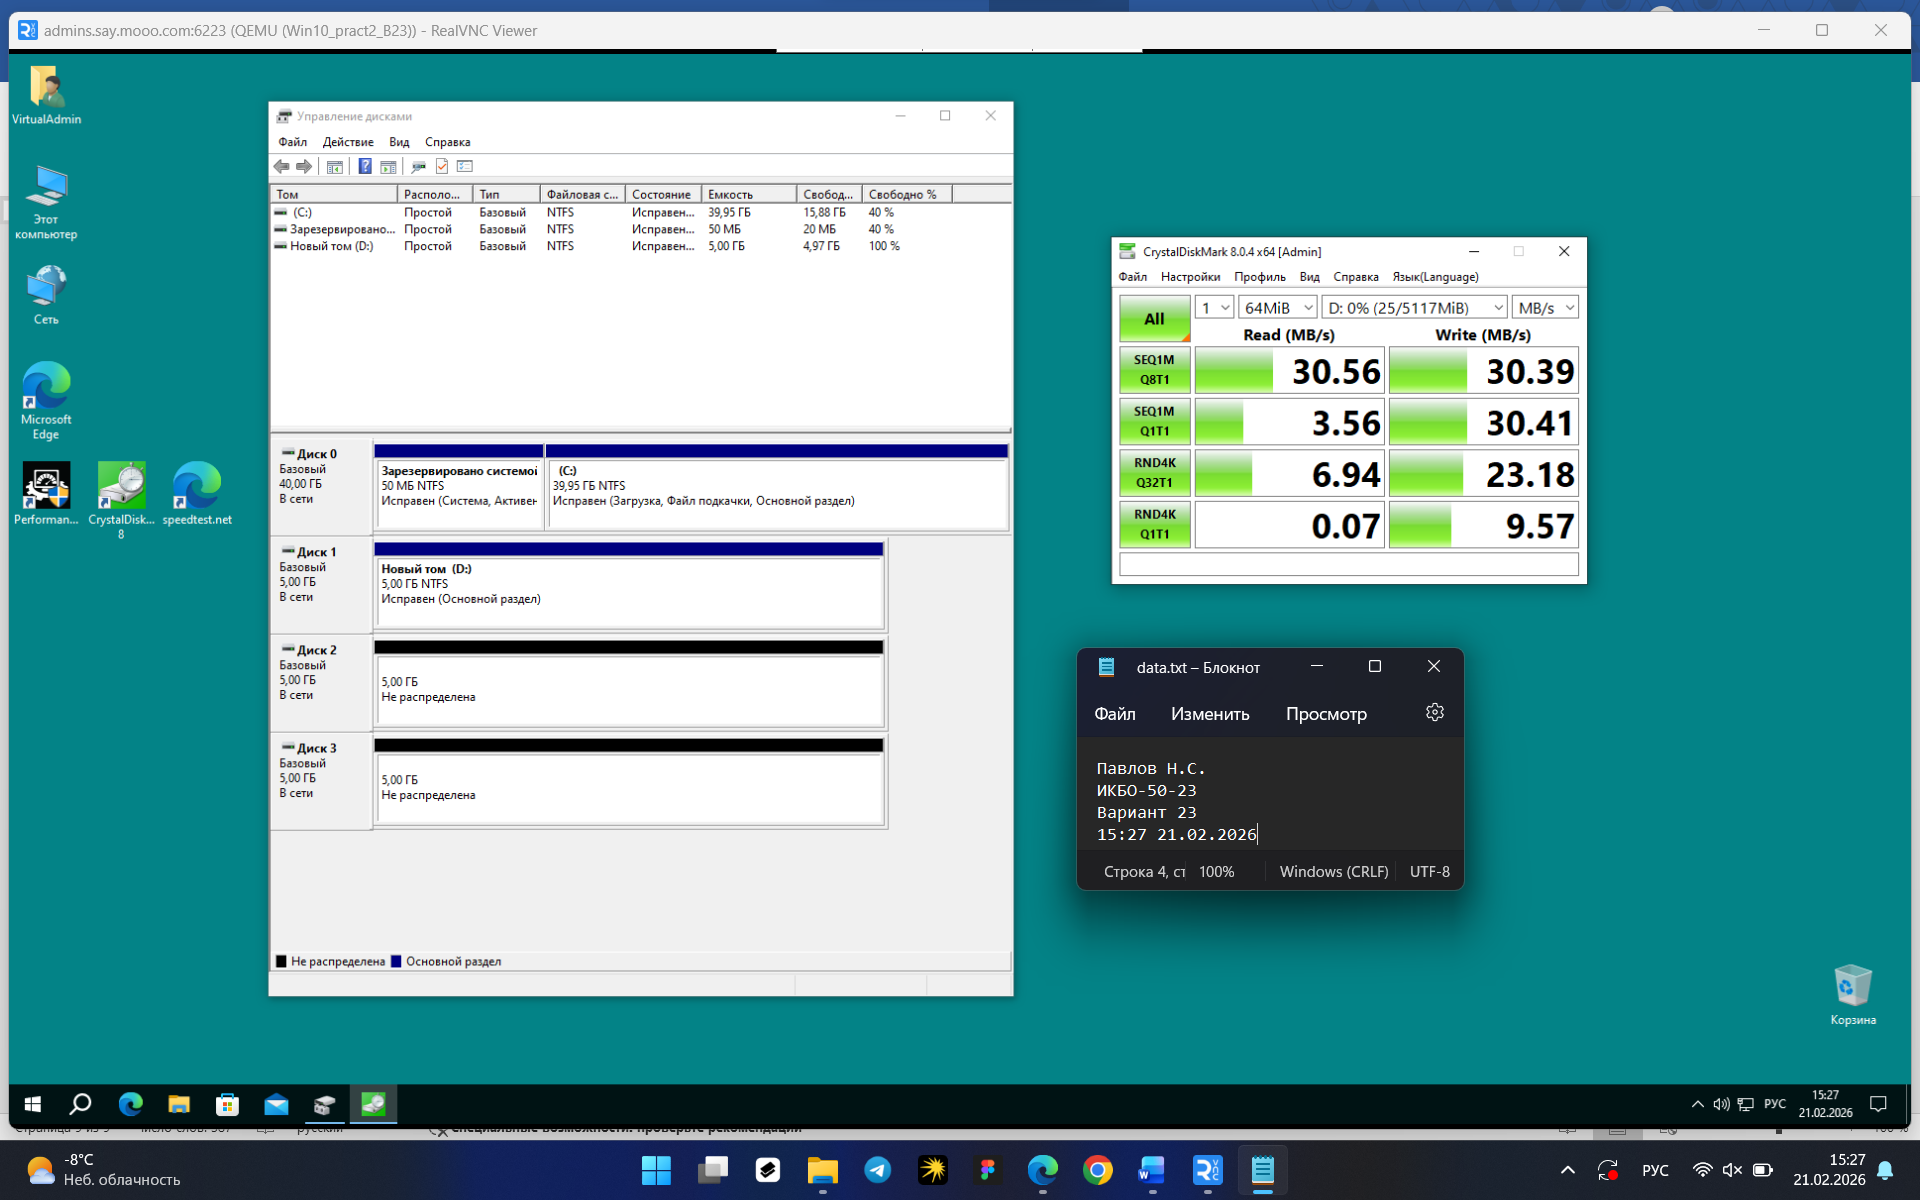 admins.say.mooo.com:6223 (QEMU (Win10_pract2_B23)) - RealVNC Viewer
VirtualAdmin
Этот компьютер
Сеть
Microsoft Edge
Performan...
CrystalDisk... 8
speedtest.net
Корзина
Управление дисками
Файл Действие Вид Справка
Том Располо... Тип Файловая с... Состояние Емкость Свобод... Свободно %
(C:) Простой Базовый NTFS Исправен... 39,95 ГБ 15,88 ГБ 40 %
Зарезервировано... Простой Базовый NTFS Исправен... 50 МБ 20 МБ 40 %
Новый том (D:) Простой Базовый NTFS Исправен... 5,00 ГБ 4,97 ГБ 100 %
Диск 0
Базовый
40,00 ГБ
В сети
Зарезервировано системой
50 МБ NTFS
Исправен (Система, Активен
(C:)
39,95 ГБ NTFS
Исправен (Загрузка, Файл подкачки, Основной раздел)
Диск 1
Базовый
5,00 ГБ
В сети
Новый том (D:)
5,00 ГБ NTFS
Исправен (Основной раздел)
Диск 2
Базовый
5,00 ГБ
В сети
5,00 ГБ
Не распределена
Диск 3
Базовый
5,00 ГБ
В сети
5,00 ГБ
Не распределена
Не распределена Основной раздел
CrystalDiskMark 8.0.4 x64 [Admin]
Файл Настройки Профиль Вид Справка Язык(Language)
All 1 64MiB D: 0% (25/5117MiB) MB/s
Read (MB/s) Write (MB/s)
SEQ1M Q8T1 30.56 30.39
SEQ1M Q1T1 3.56 30.41
RND4K Q32T1 6.94 23.18
RND4K Q1T1 0.07 9.57
data.txt – Блокнот
Файл Изменить Просмотр
Павлов Н.С.
ИКБО-50-23
Вариант 23
15:27 21.02.2026
Строка 4, ст 100% Windows (CRLF) UTF-8
РУС
15:27
21.02.2026
-8°C
Неб. облачность
РУС
15:27
21.02.2026